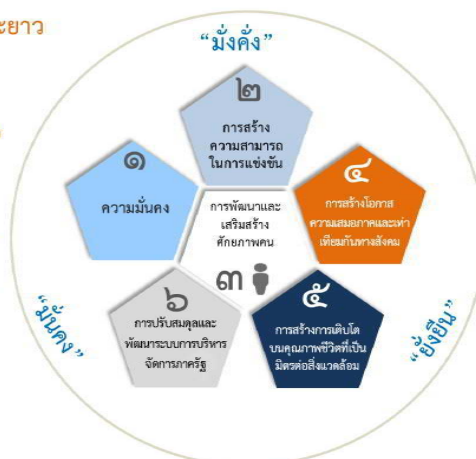 ะยาว
“มั่งคั่ง”
๒
การสร้าง
ความสามารถ
ในการแข่งขัน
๑
ความมั่นคง
การพัฒนาและ
เสริมสร้าง
ศักยภาพคน
๓
๔
การสร้างโอกาส
ความเสมอภาคและเท่า
เทียมกันทางสังคม
๖
การปรับสมดุลและ
พัฒนาระบบการบริหาร
จัดการภาครัฐ
๕
การสร้างการเติบโต
บนคุณภาพชีวิตที่เป็น
มิตรต่อสิ่งแวดล้อม
“มั่นคง”
“ยั่งยืน”